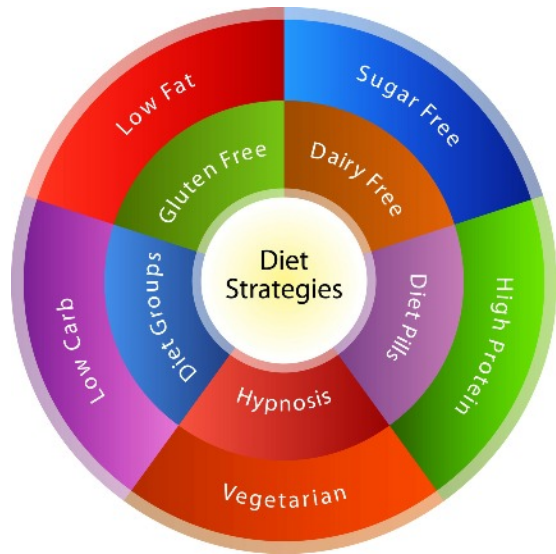 Low Fat
Sugar Free
Gluten Free
Dairy Free
Diet
Strategies
Low Carb
Diet Groups
Diet Pills
High Protein
Hypnosis
Vegetarian